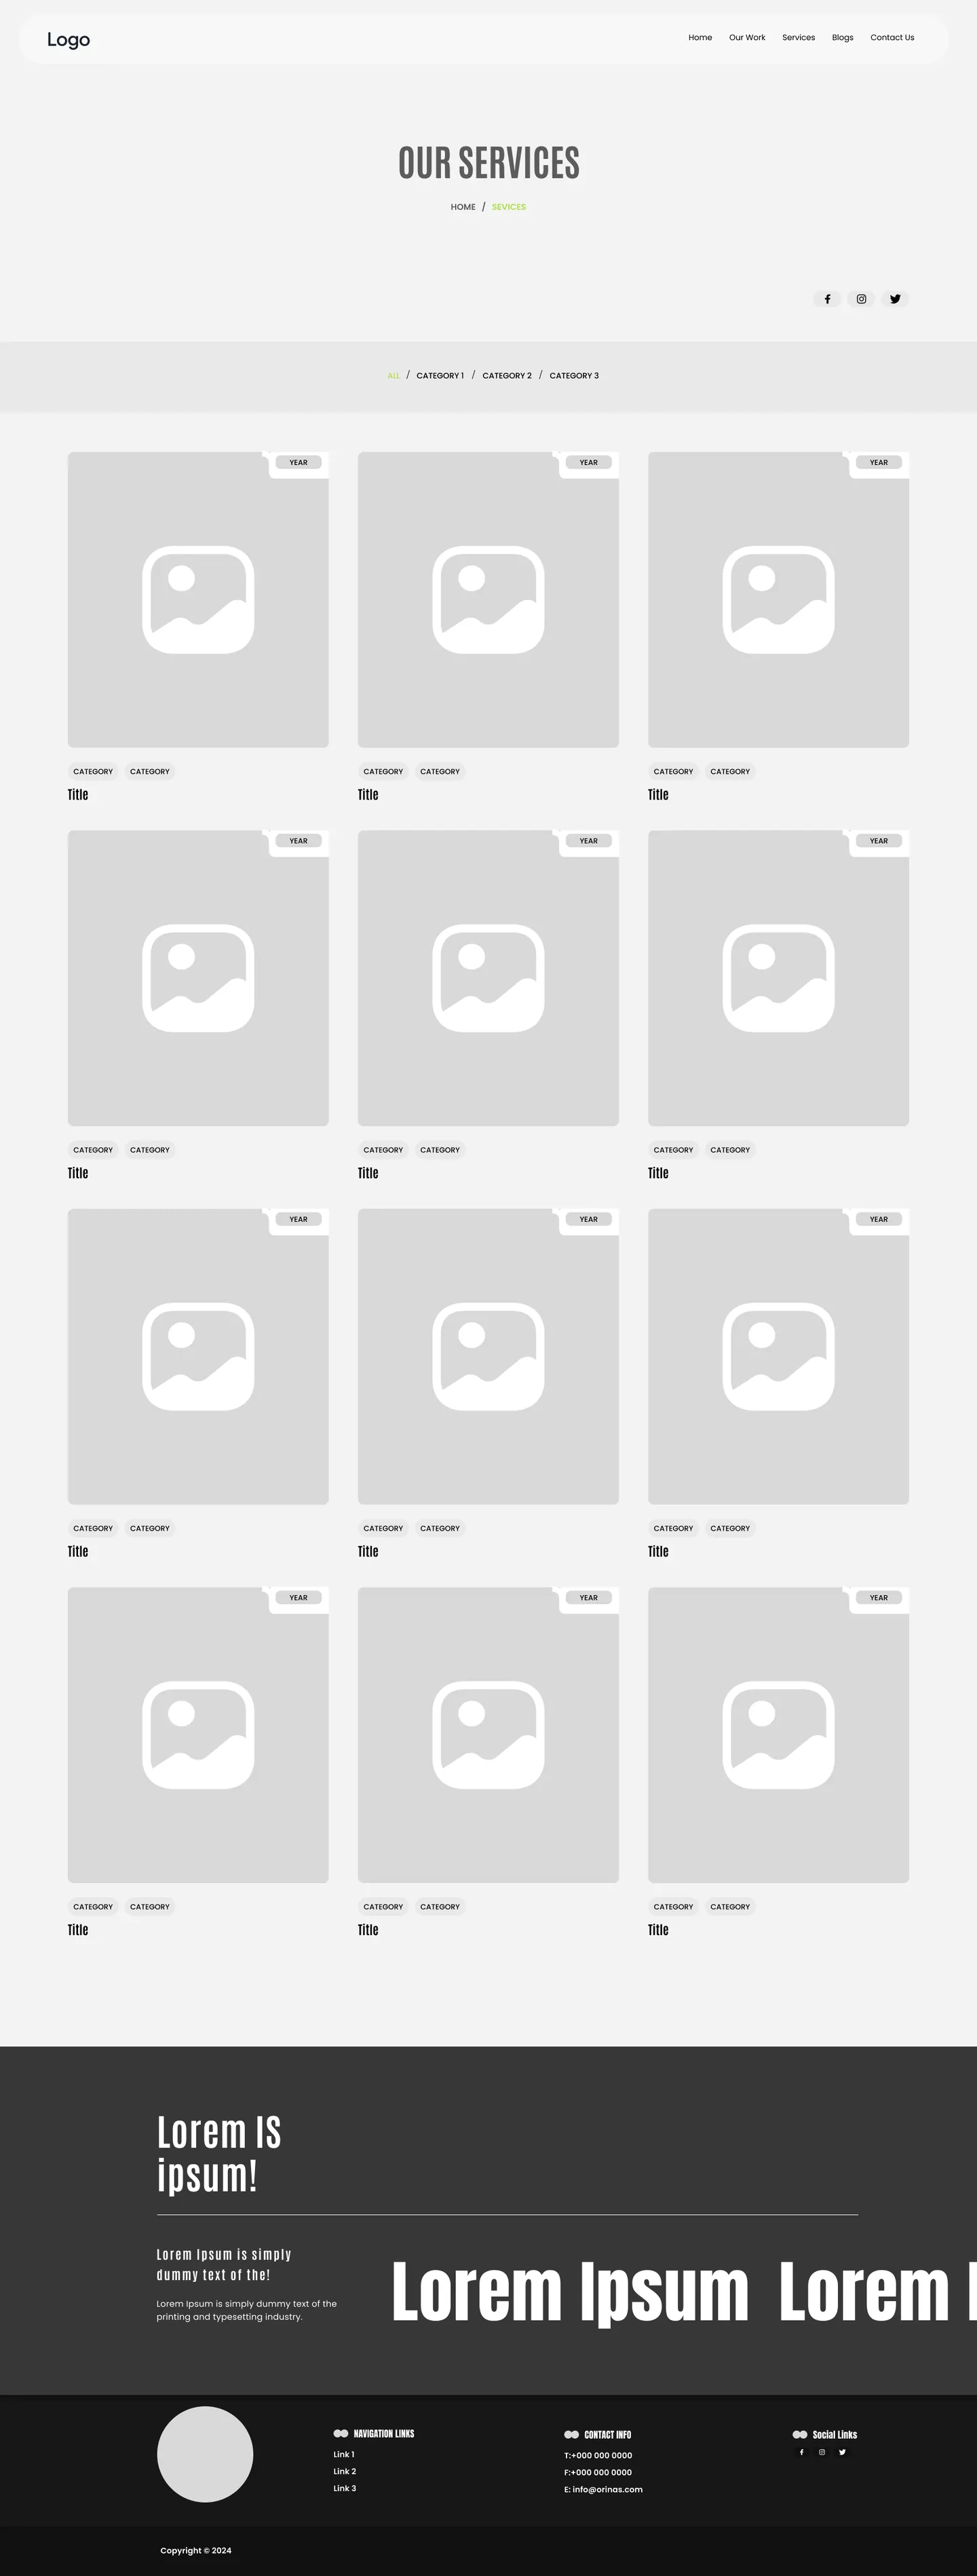 Logo
Home Our Work Services Blogs Contact Us
OUR SERVICES
HOME / SEVICES
ALL / CATEGORY 1 / CATEGORY 2 / CATEGORY 3
YEAR YEAR YEAR
CATEGORY CATEGORY CATEGORY CATEGORY CATEGORY CATEGORY
Title Title Title
YEAR YEAR YEAR
CATEGORY CATEGORY CATEGORY CATEGORY CATEGORY CATEGORY
Title Title Title
YEAR YEAR YEAR
CATEGORY CATEGORY CATEGORY CATEGORY CATEGORY CATEGORY
Title Title Title
YEAR YEAR YEAR
CATEGORY CATEGORY CATEGORY CATEGORY CATEGORY CATEGORY
Title Title Title
Lorem IS
ipsum!
Lorem Ipsum is simply
dummy text of the!
Lorem Ipsum is simply dummy text of the
printing and typesetting industry.
Lorem Ipsum Lorem I
NAVIGATION LINKS
Link 1
Link 2
Link 3
CONTACT INFO
T:+000 000 0000
F:+000 000 0000
E: info@orinas.com
Social Links
Copyright © 2024